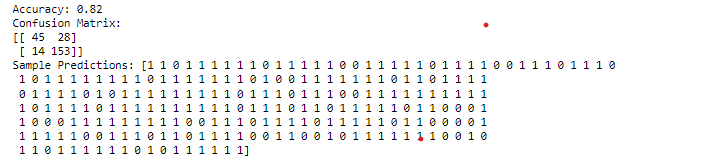 Accuracy: 0.82
Confusion Matrix:
[[ 45  28]
 [ 14 153]]
Sample Predictions: [1 1 0 1 1 1 1 1 1 0 1 1 1 1 1 0 0 1 1 1 1 1 0 1 1 1 1 0 0 1 1 1 0 1 1 1 0
 1 0 1 1 1 1 1 1 1 1 0 1 1 1 1 1 1 1 0 1 0 0 1 1 1 1 1 1 1 0 1 1 0 1 1 1 1
 0 1 1 1 1 0 1 0 1 1 1 1 1 1 1 1 1 0 1 1 1 0 1 1 1 0 0 1 1 1 1 1 1 1 1 1 1
 1 0 1 1 1 1 0 1 1 1 1 1 1 1 1 1 1 0 1 1 1 0 1 1 0 1 1 1 1 1 0 1 1 0 0 0 1
 1 0 0 0 1 1 1 1 1 1 1 1 1 0 0 1 1 1 0 1 1 1 1 0 1 1 1 1 1 0 1 1 0 0 0 0 1
 1 1 1 1 1 0 0 1 1 1 0 1 1 0 1 1 1 1 0 0 1 1 0 0 1 0 1 1 1 1 1 1 1 0 0 1 0
 1 1 0 1 1 1 1 1 1 0 1 0 1 1 1 1 1 1]